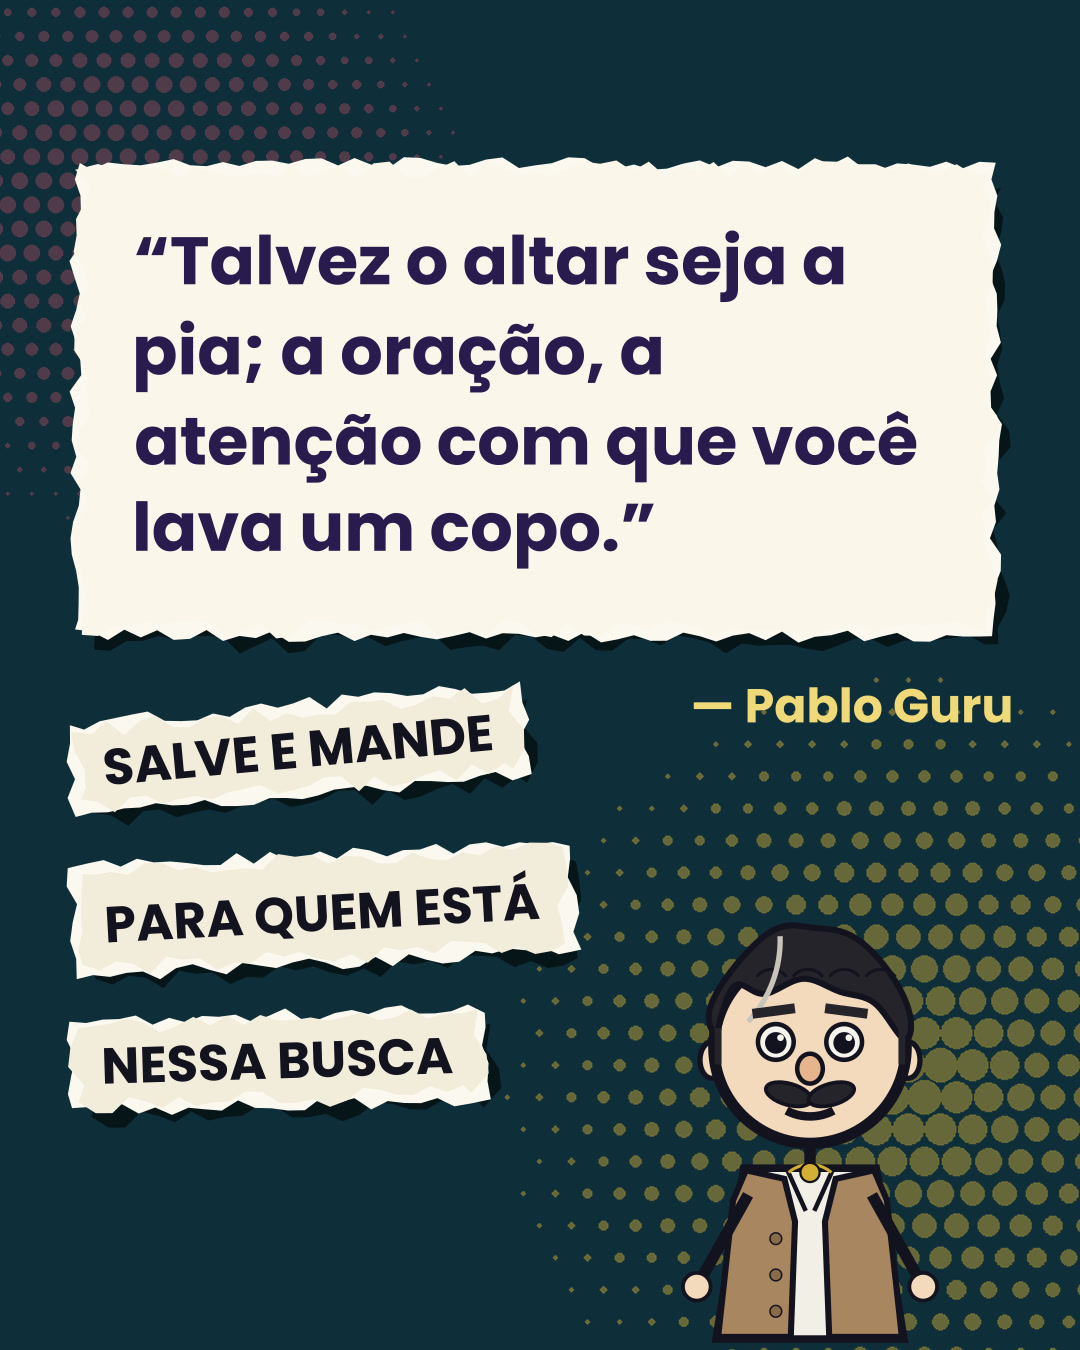 “Talvez o altar seja a
pia; a oração, a
atenção com que você
lava um copo.”
— Pablo Guru
SALVE E MANDE
PARA QUEM ESTÁ
NESSA BUSCA